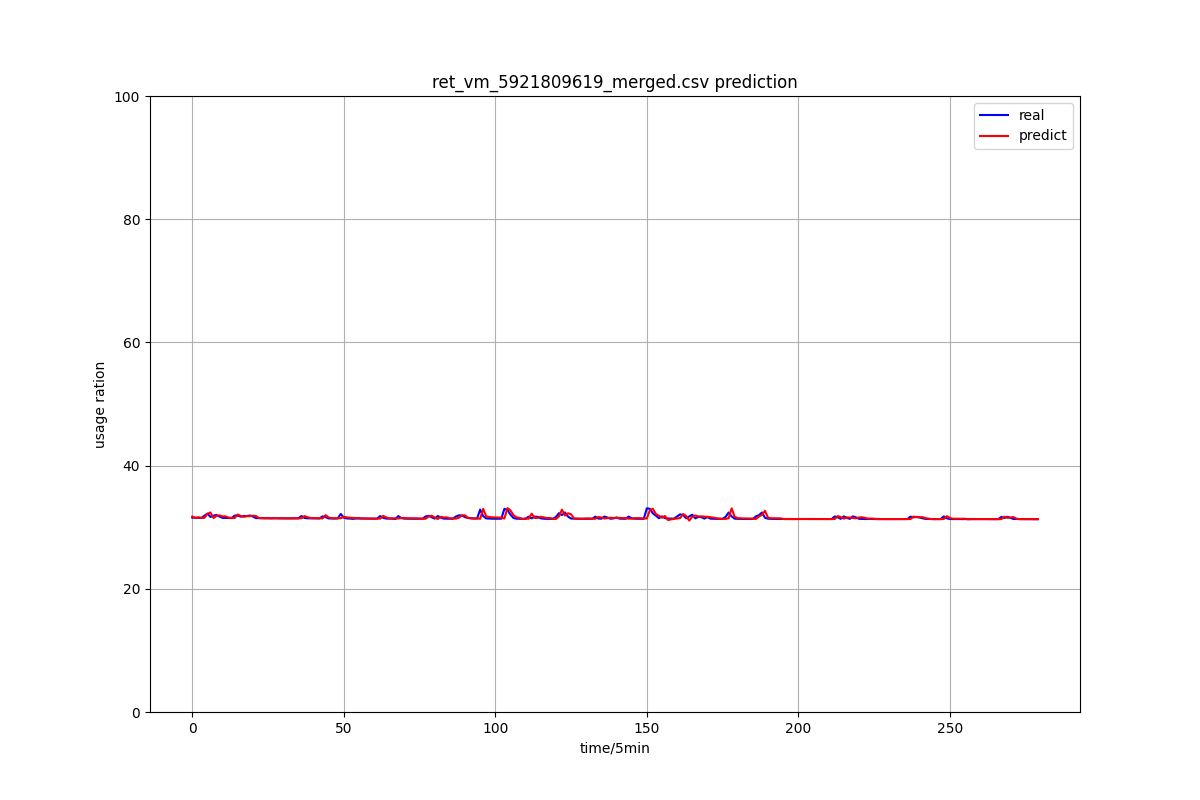 ret_vm_5921809619_merged.csv prediction
100
80
60
40
20
0
usage ration
real
predict
0 50 100 150 200 250
time/5min